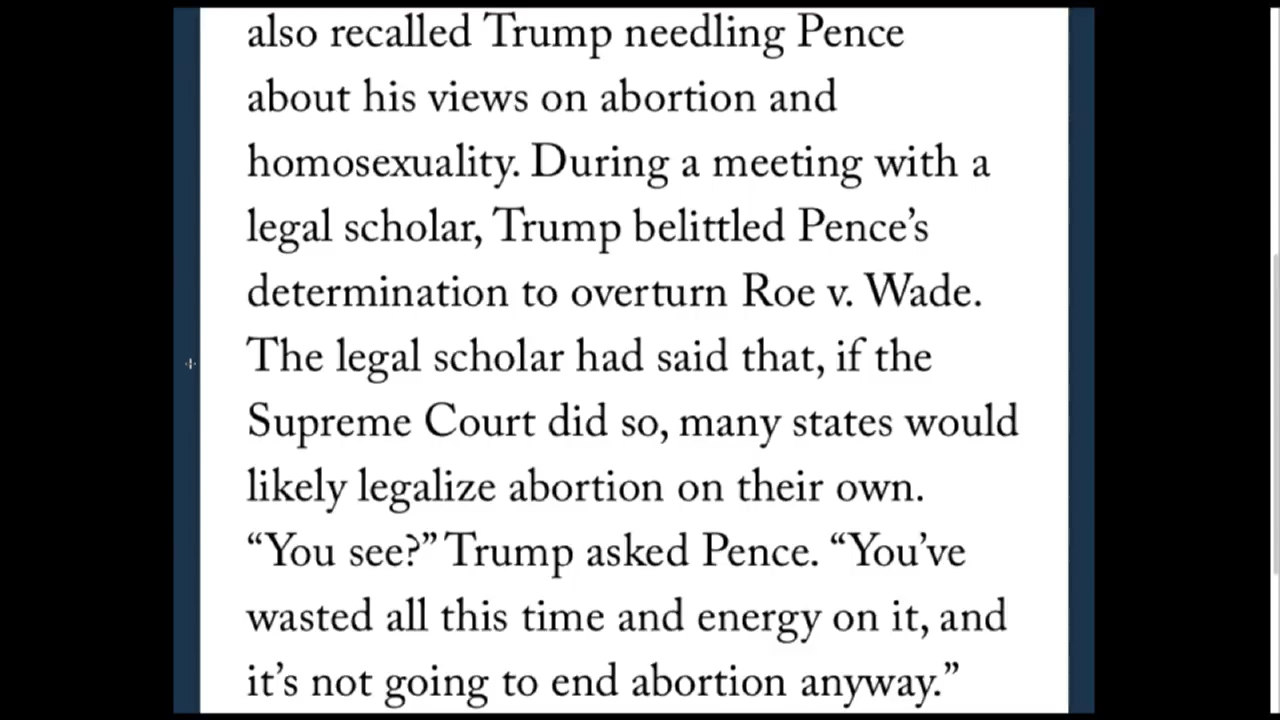 also recalled Trump needling Pence
about his views on abortion and
homosexuality. During a meeting with a
legal scholar, Trump belittled Pence’s
determination to overturn Roe v. Wade.
The legal scholar had said that, if the
Supreme Court did so, many states would
likely legalize abortion on their own.
“You see?” Trump asked Pence. “You’ve
wasted all this time and energy on it, and
it’s not going to end abortion anyway.”